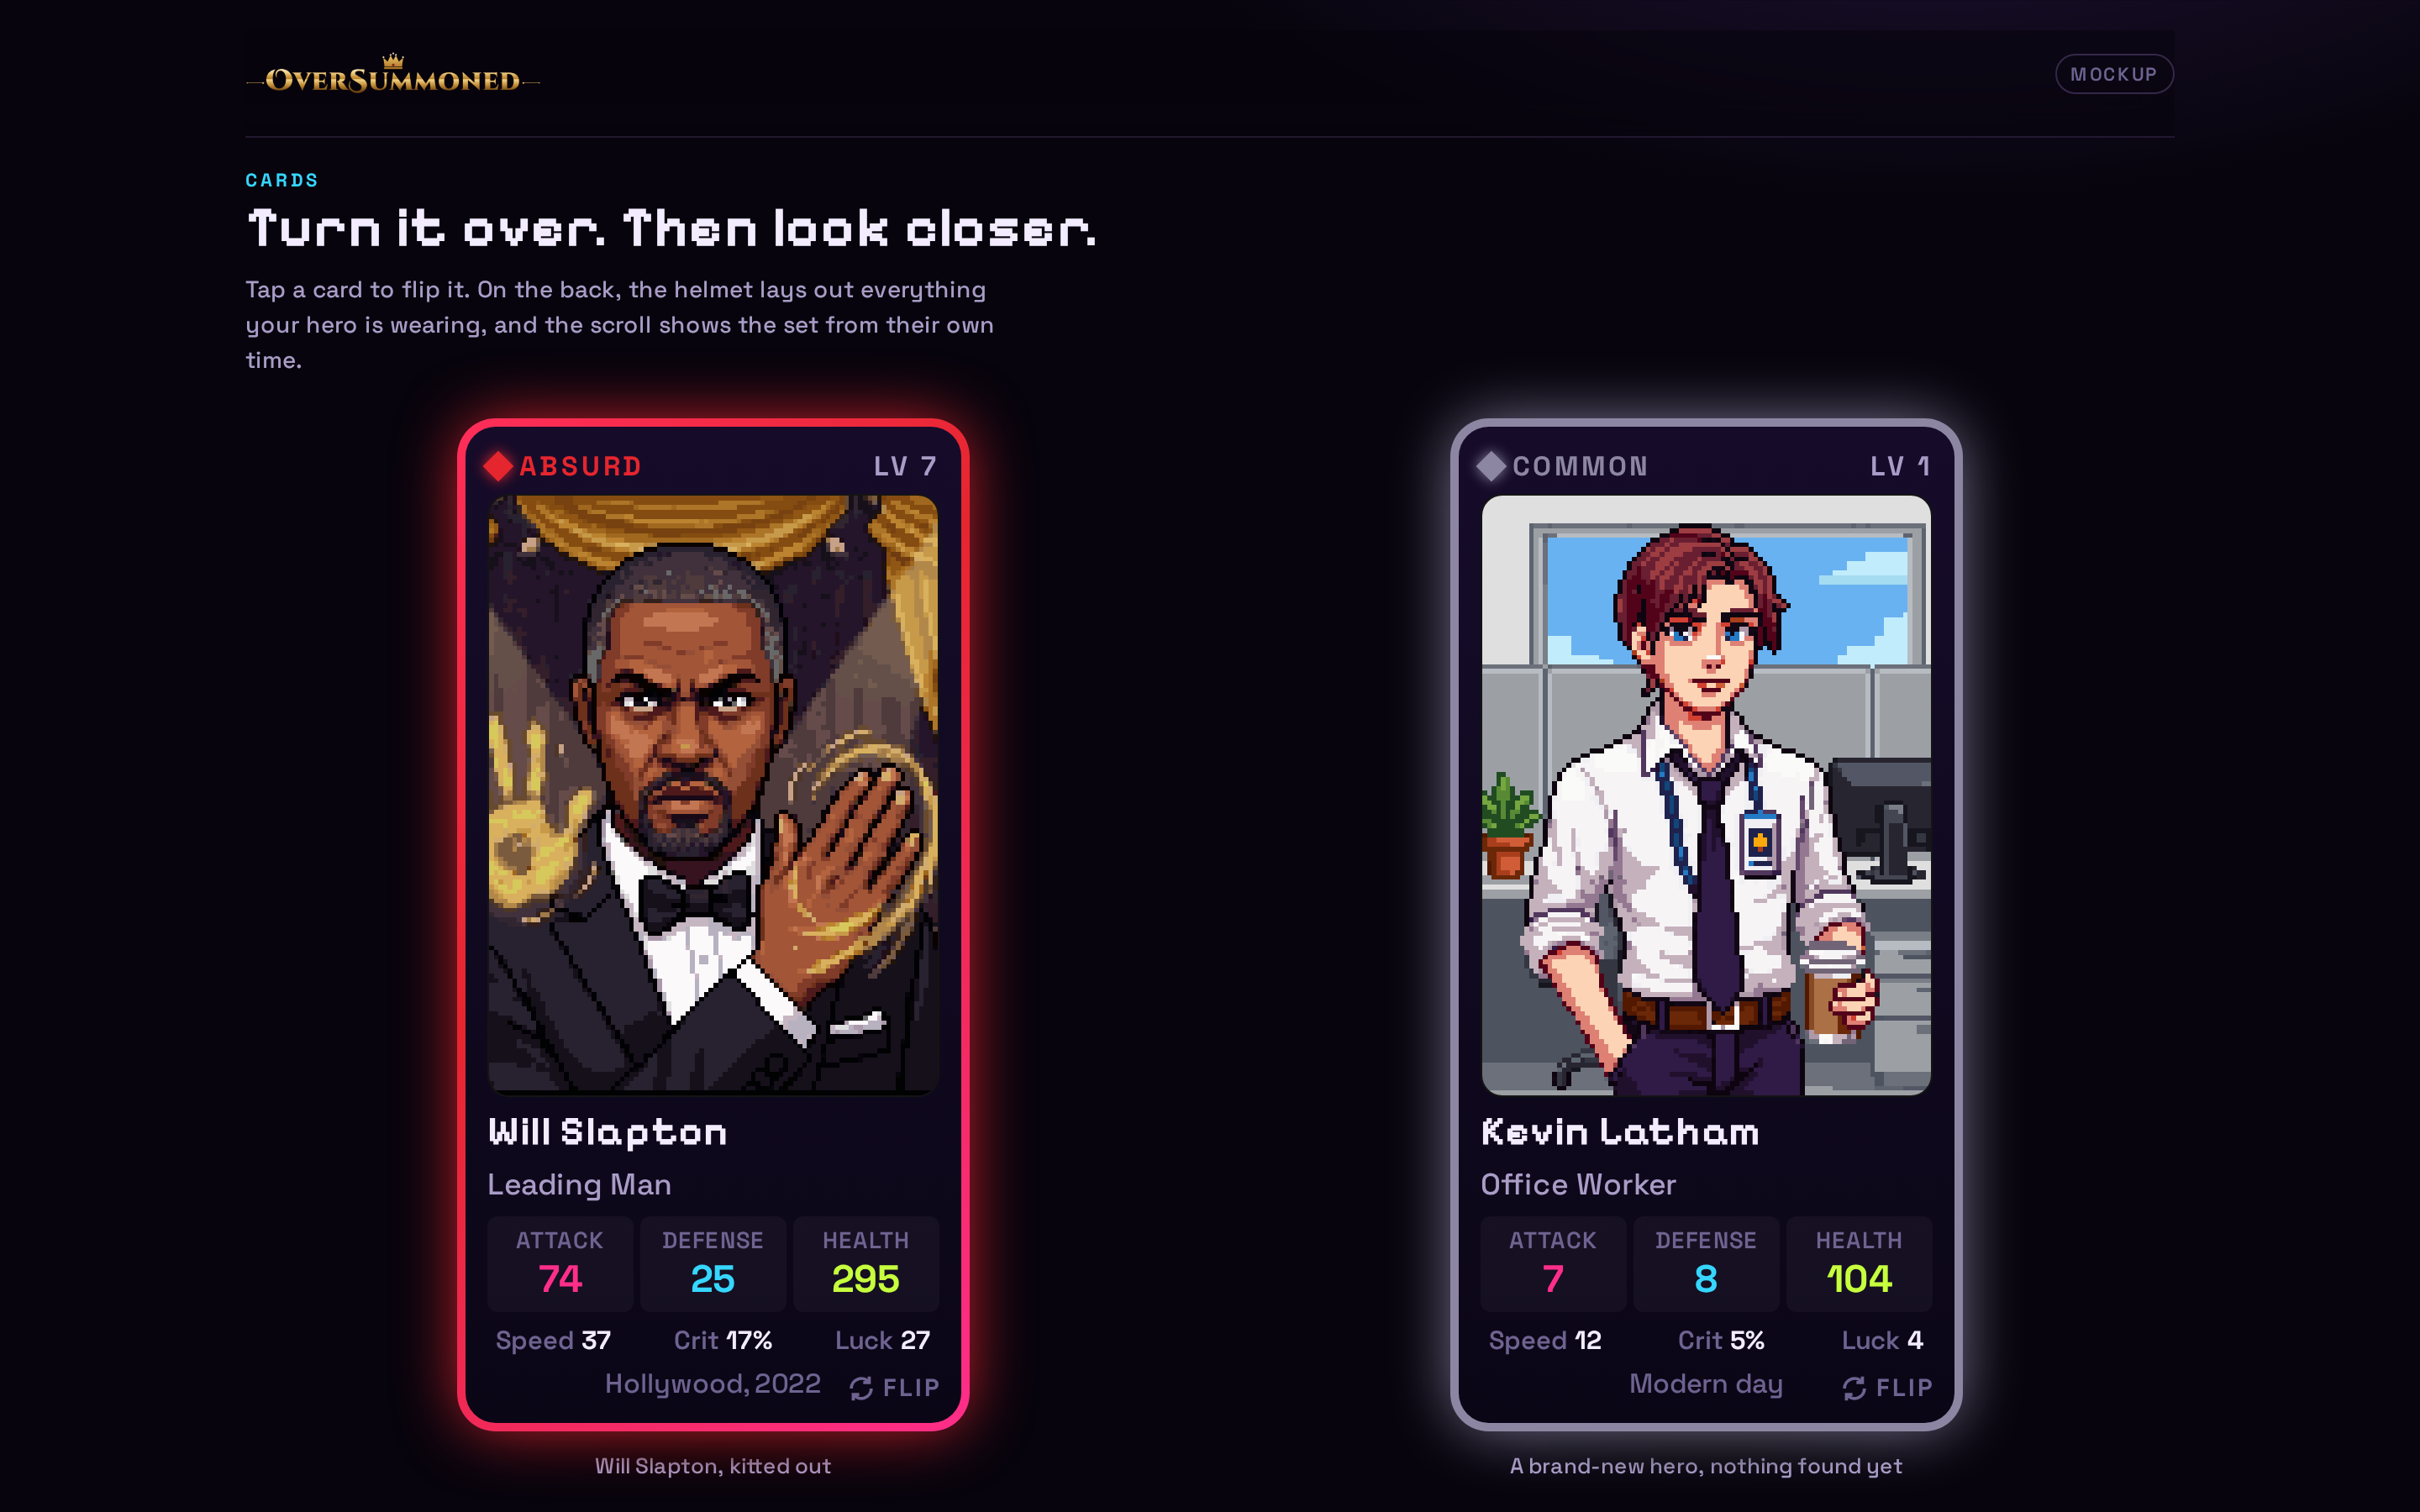 OVERSUMMONED
MOCKUP
CARDS
Turn it over. Then look closer.
Tap a card to flip it. On the back, the helmet lays out everything
your hero is wearing, and the scroll shows the set from their own
time.
ABSURD LV 7
Will Slapton
Leading Man
ATTACK DEFENSE HEALTH
74 25 295
Speed 37 Crit 17% Luck 27
Hollywood, 2022 FLIP
Will Slapton, kitted out
COMMON LV 1
Kevin Latham
Office Worker
ATTACK DEFENSE HEALTH
7 8 104
Speed 12 Crit 5% Luck 4
Modern day FLIP
A brand-new hero, nothing found yet